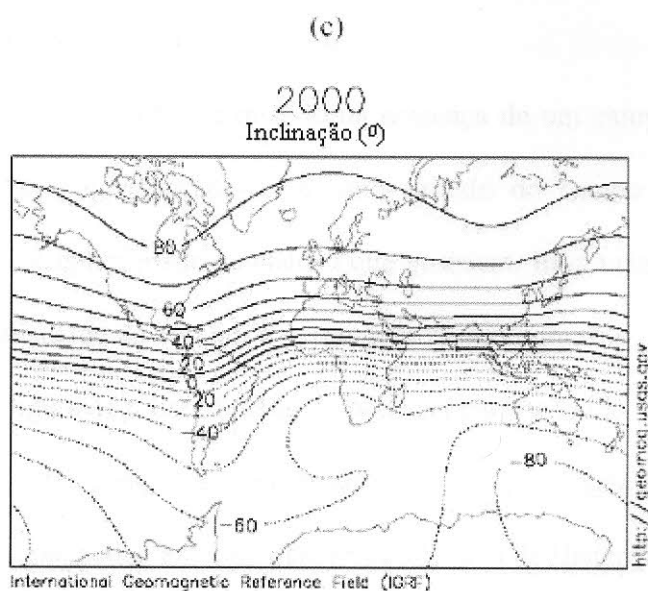 (c)
2000
Inclinação (º)
80
60
40
20
0
20
-40
-80
-60
http://geomag.usgs.gov
International Geomagnetic Reference Field (IGRF)